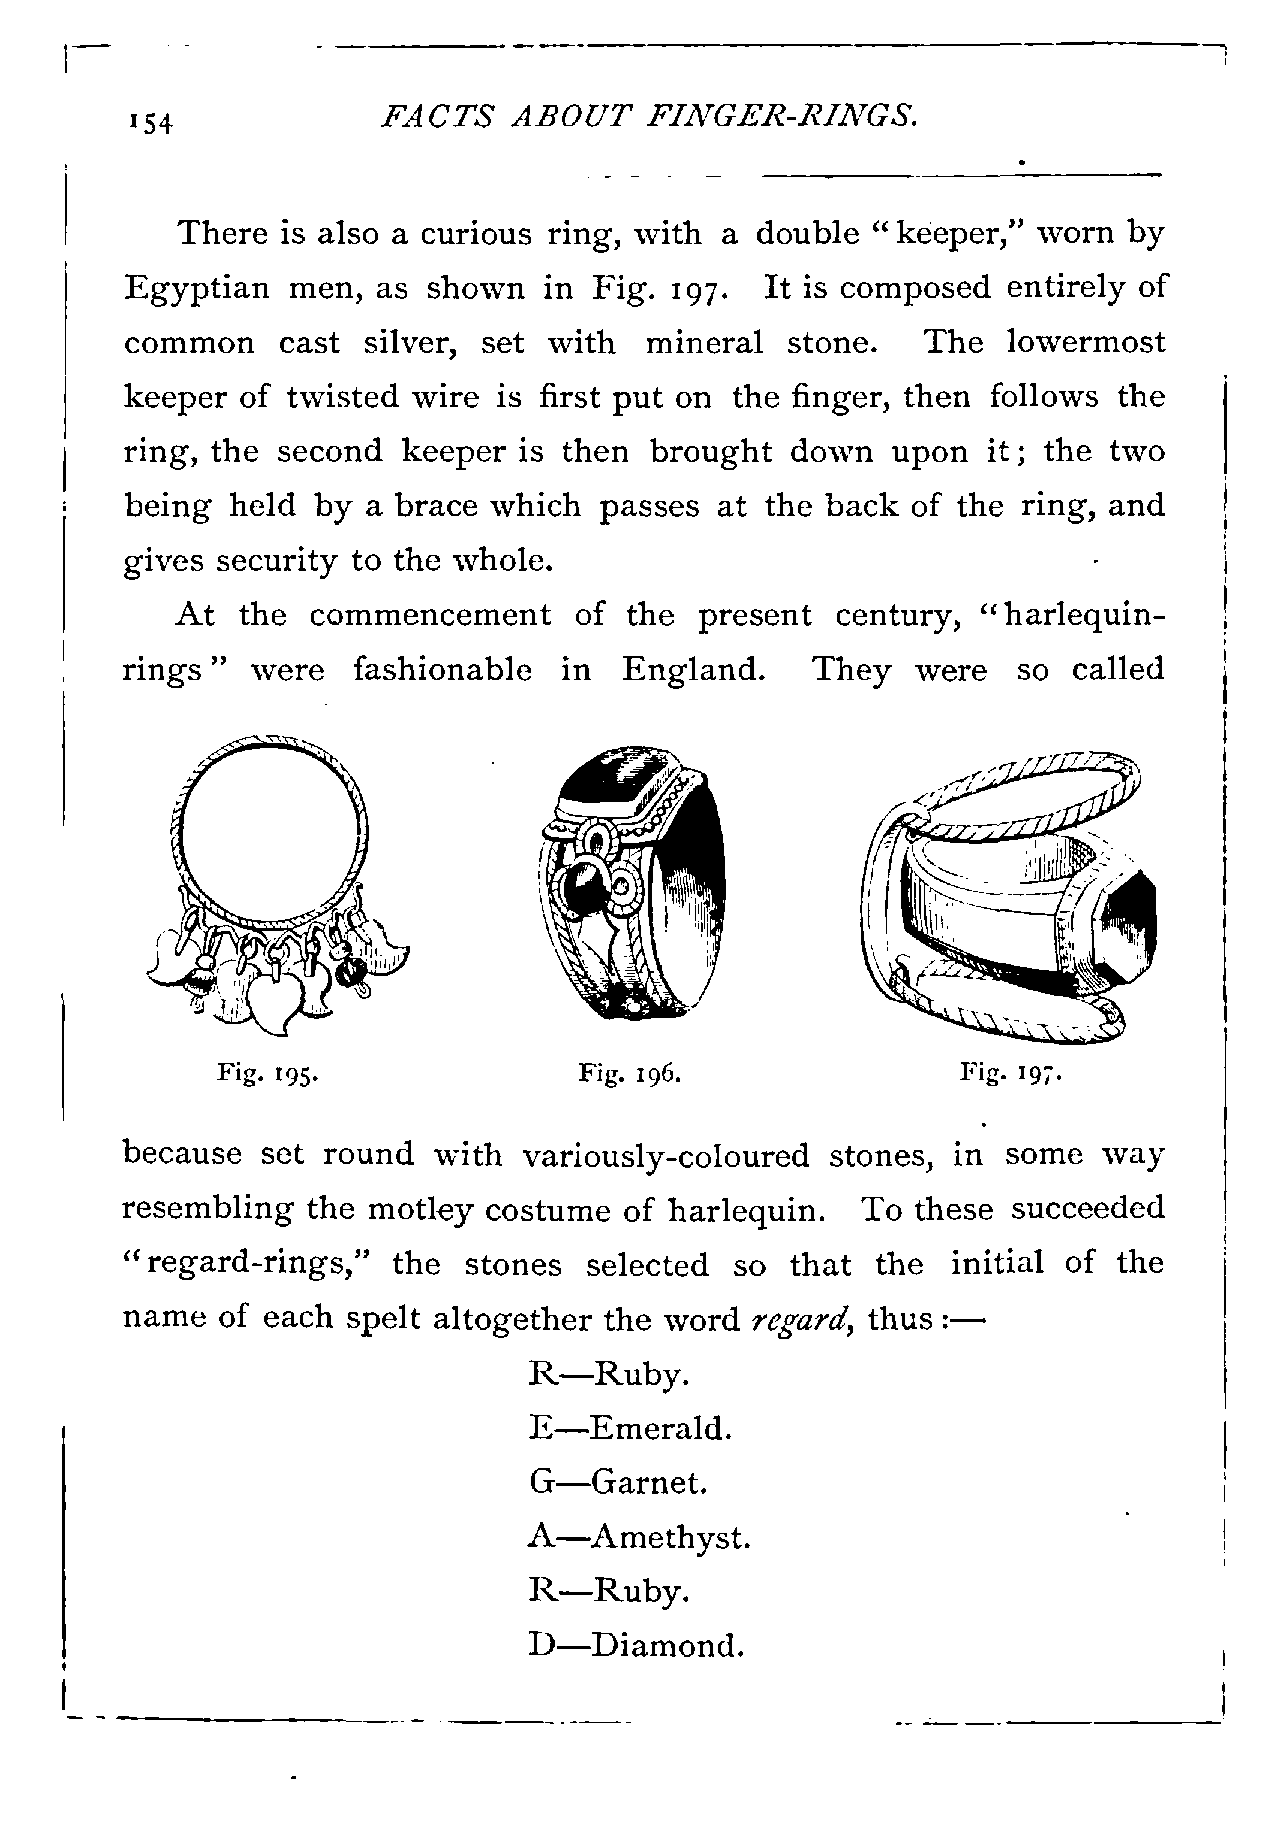 154 FACTS ABOUT FINGER-RINGS.
There is also a curious ring, with a double “keeper,” worn by
Egyptian men, as shown in Fig. 197. It is composed entirely of
common cast silver, set with mineral stone. The lowermost
keeper of twisted wire is first put on the finger, then follows the
ring, the second keeper is then brought down upon it; the two
being held by a brace which passes at the back of the ring, and
gives security to the whole.
At the commencement of the present century, “harlequin-
rings” were fashionable in England. They were so called
Fig. 195. Fig. 196. Fig. 197.
because set round with variously-coloured stones, in some way
resembling the motley costume of harlequin. To these succeeded
“regard-rings,” the stones selected so that the initial of the
name of each spelt altogether the word regard, thus:—
R—Ruby.
E—Emerald.
G—Garnet.
A—Amethyst.
R—Ruby.
D—Diamond.